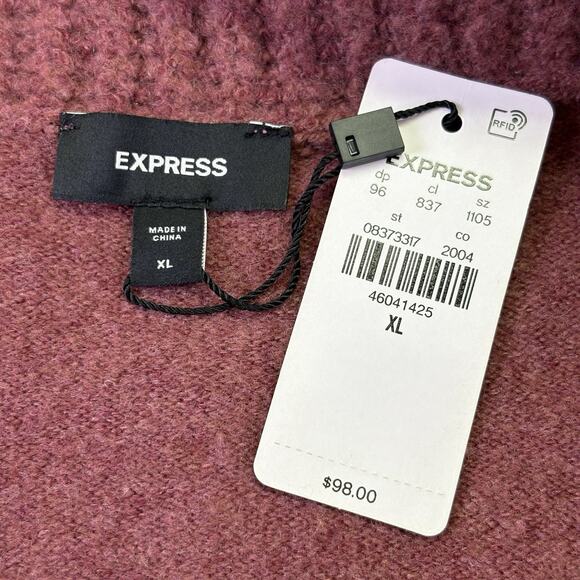 EXPRESS
MADE IN
CHINA
XL
RFID
EXPRESS
dp cl sz
96 837 1105
st co
08373317 2004
46041425
XL
$98.00